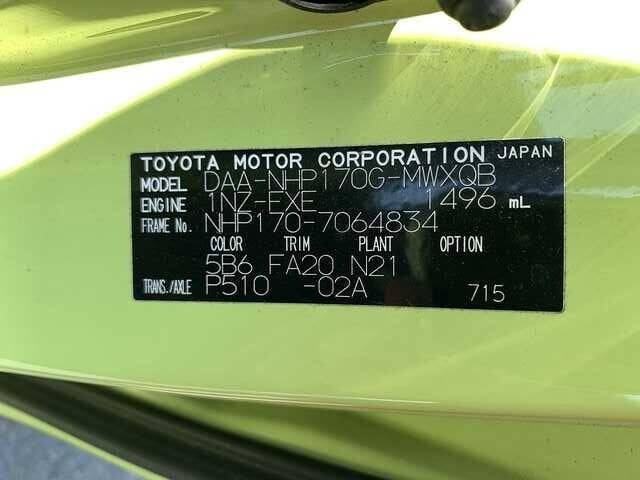 TOYOTA MOTOR CORPORATION JAPAN
MODEL DAA-NHP170G-MWXQB
ENGINE 1NZ-FXE 1496 mL
FRAME No. NHP170-7064834
COLOR TRIM PLANT OPTION
5B6 FA20 N21
TRANS./AXLE P510 -02A 715